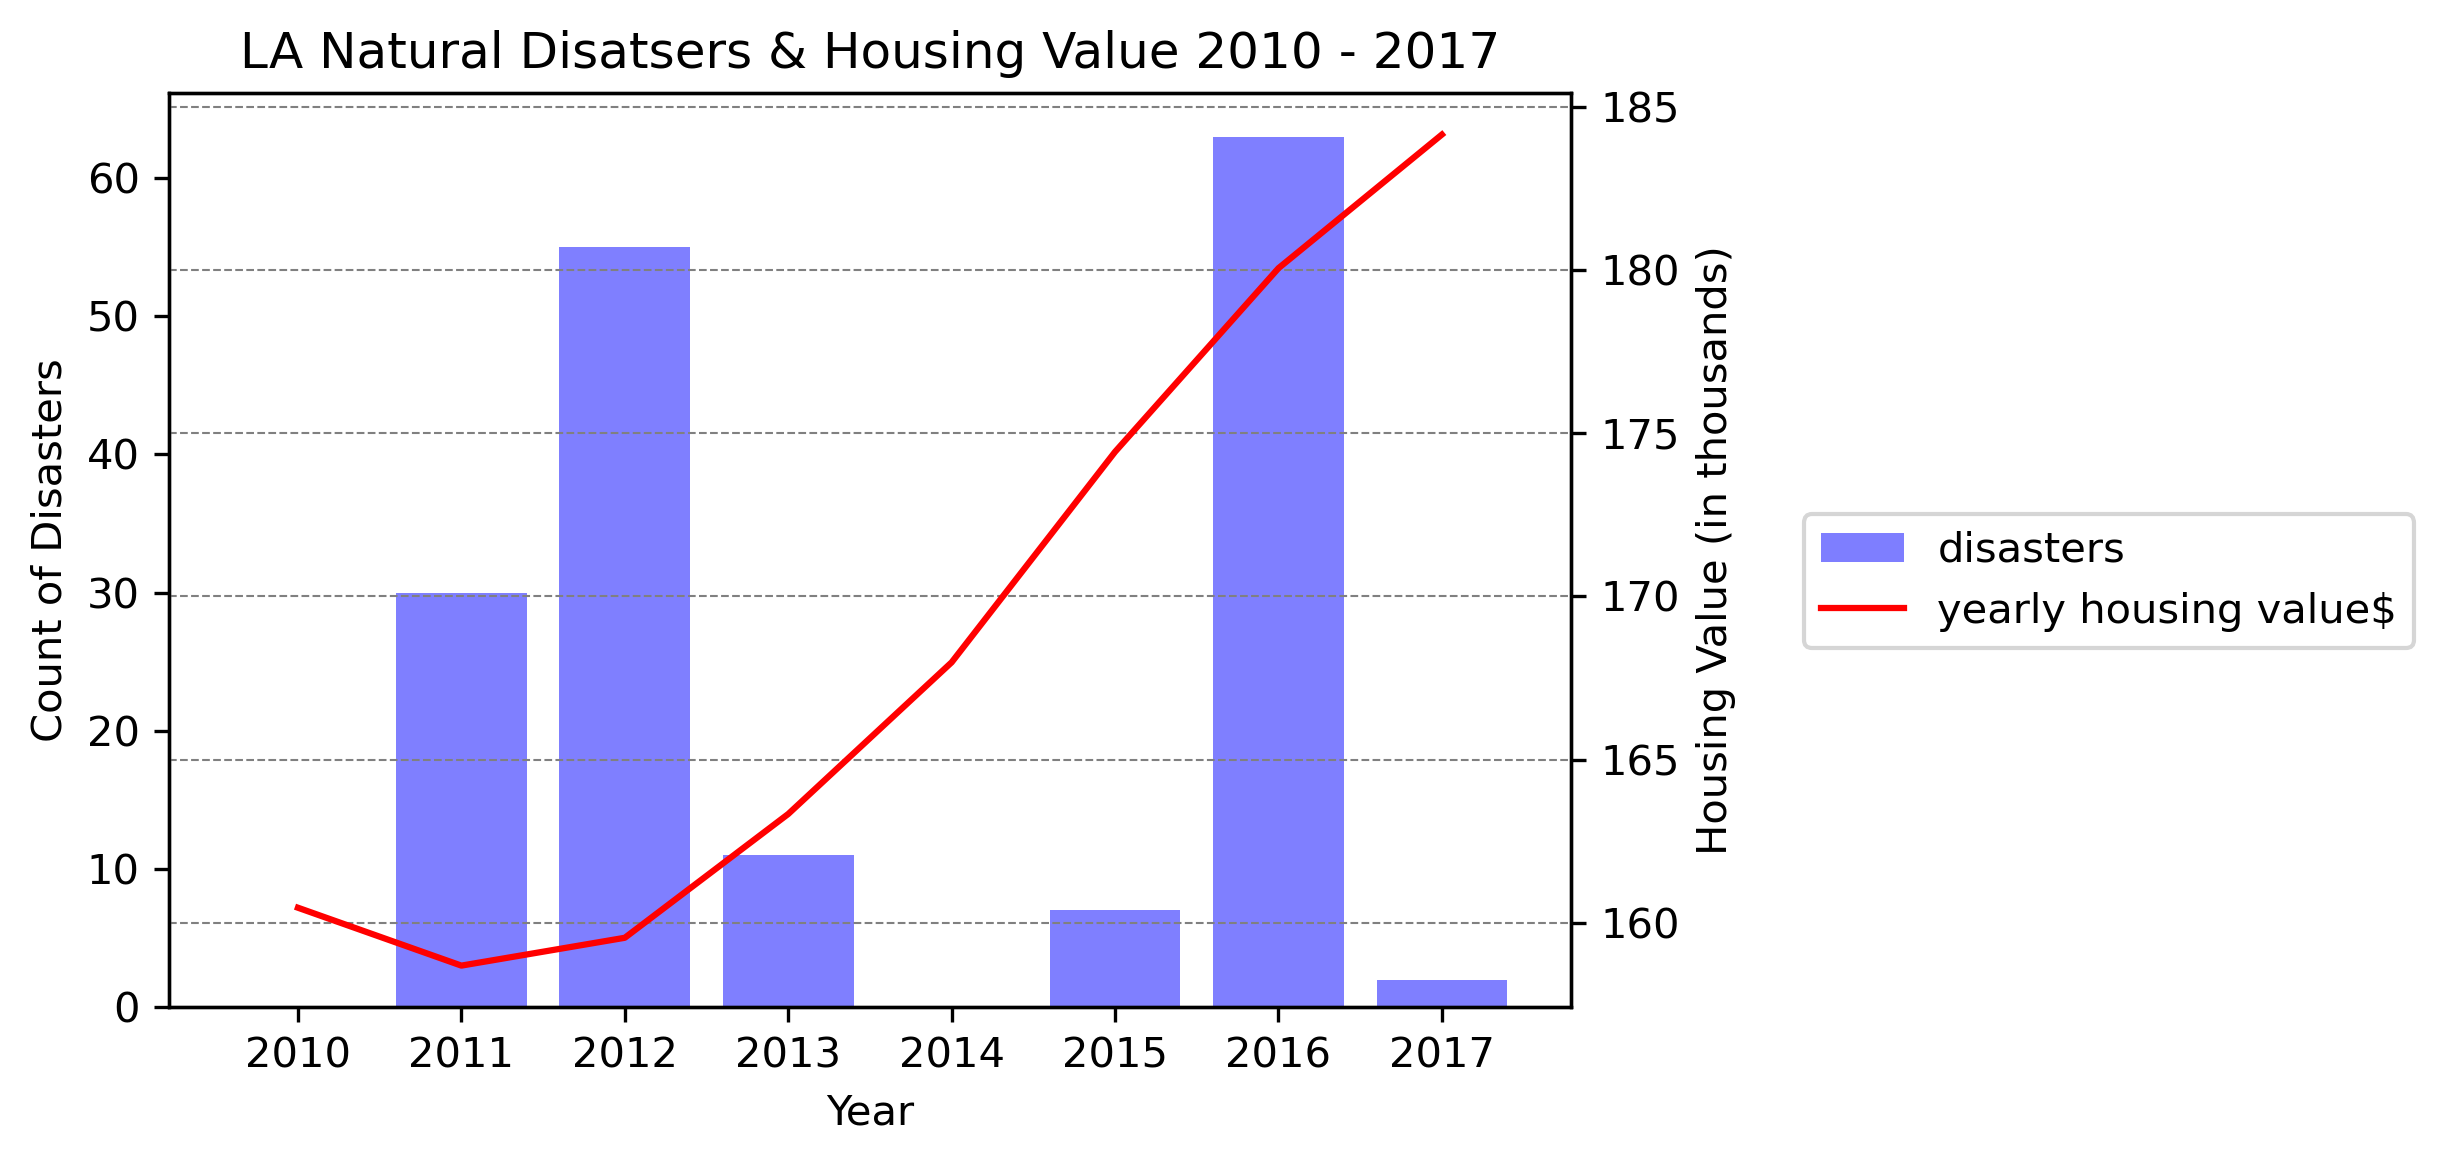 LA Natural Disatsers & Housing Value 2010 - 2017
Count of Disasters
60
50
40
30
20
10
0
185
180
175
170
165
160
Housing Value (in thousands)
2010 2011 2012 2013 2014 2015 2016 2017
Year
disasters
yearly housing value$